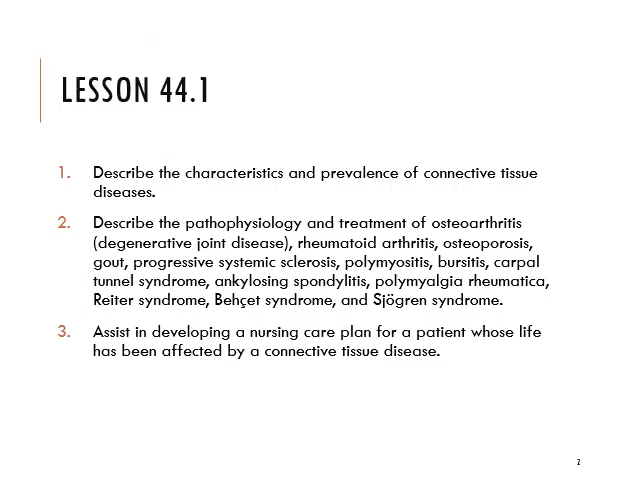 LESSON 44.1
1. Describe the characteristics and prevalence of connective tissue
diseases.
2. Describe the pathophysiology and treatment of osteoarthritis
(degenerative joint disease), rheumatoid arthritis, osteoporosis,
gout, progressive systemic sclerosis, polymyositis, bursitis, carpal
tunnel syndrome, ankylosing spondylitis, polymyalgia rheumatica,
Reiter syndrome, Behçet syndrome, and Sjögren syndrome.
3. Assist in developing a nursing care plan for a patient whose life
has been affected by a connective tissue disease.
2